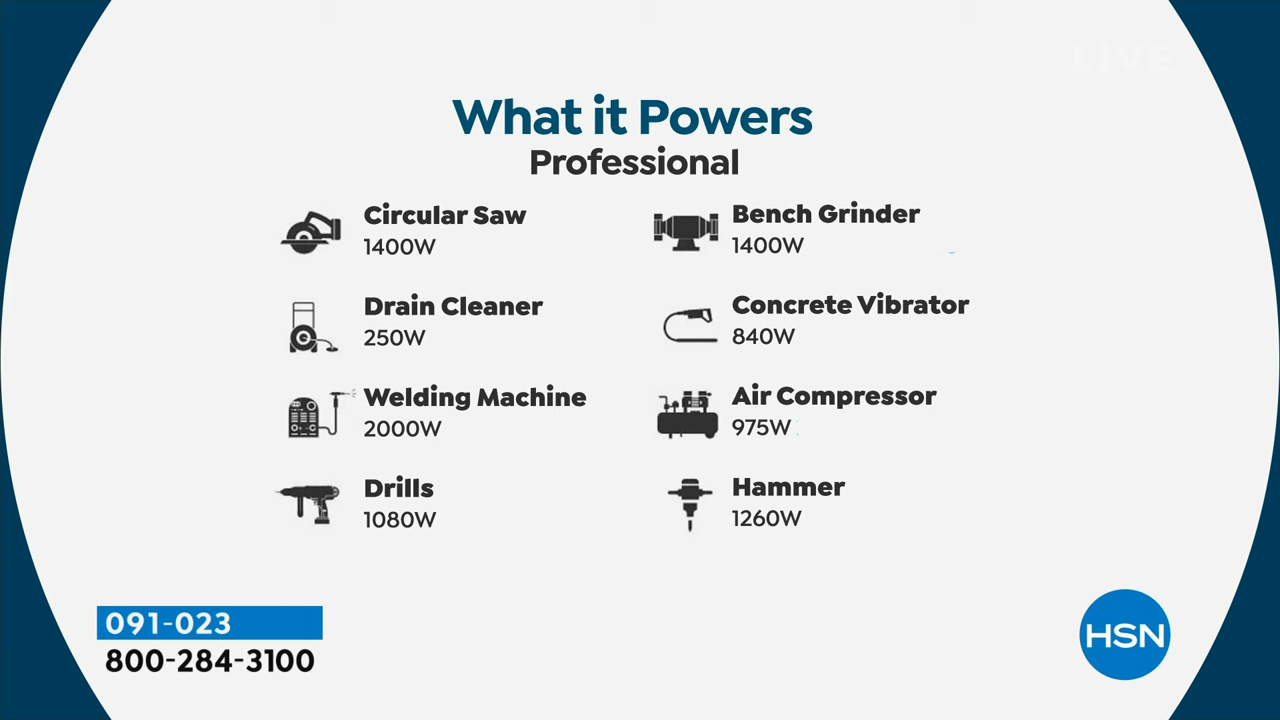 LIVE
What it Powers
Professional
Circular Saw
1400W
Bench Grinder
1400W
Drain Cleaner
250W
Concrete Vibrator
840W
Welding Machine
2000W
Air Compressor
975W
Drills
1080W
Hammer
1260W
091-023
800-284-3100
HSN